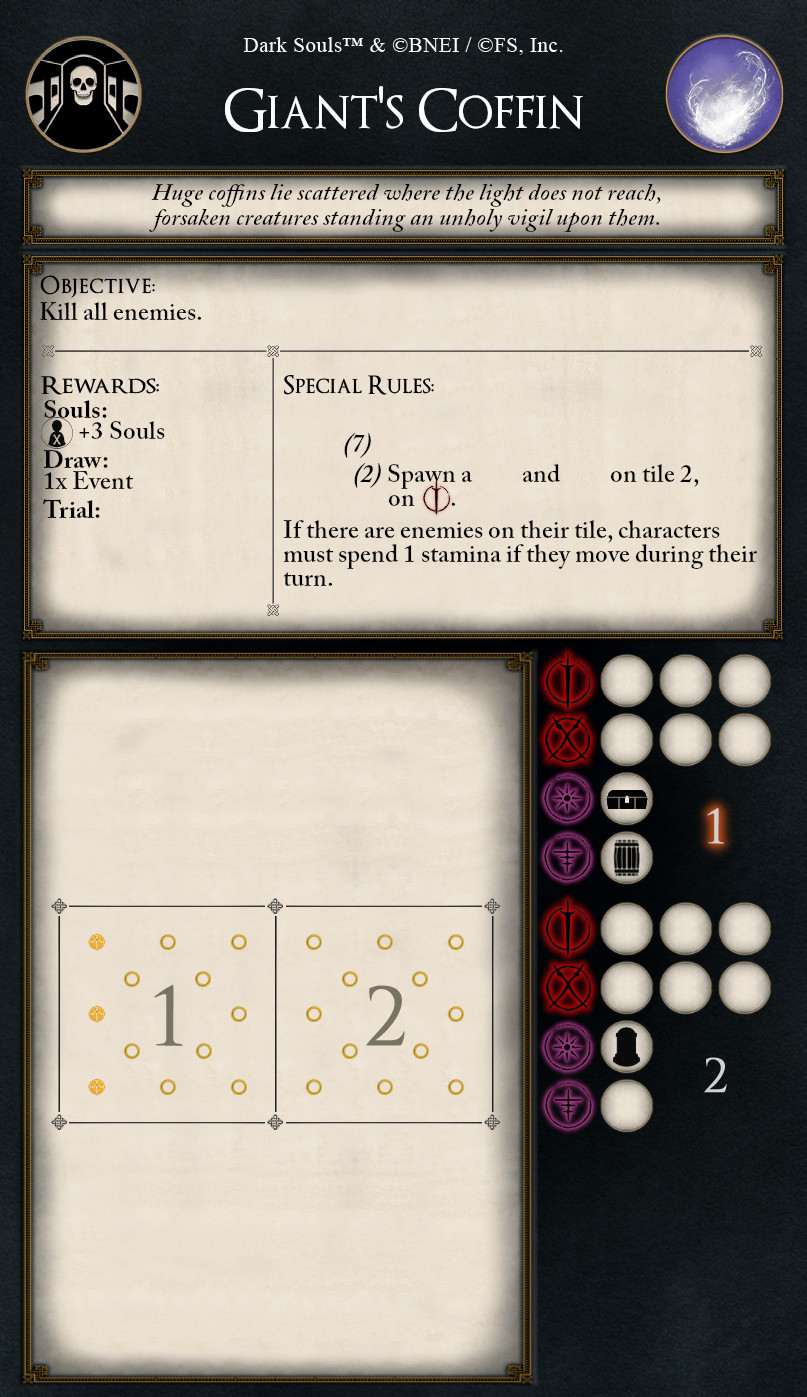 Dark Souls™ & ©BNEI / ©FS, Inc.
Giant's Coffin
Huge coffins lie scattered where the light does not reach,
forsaken creatures standing an unholy vigil upon them.
Objective:
Kill all enemies.
Rewards:
Souls:
X +3 Souls
Draw:
1x Event
Trial:
Special Rules:
(7)
(2) Spawn a and on tile 2,
on .
If there are enemies on their tile, characters
must spend 1 stamina if they move during their
turn.
1
1 2
2